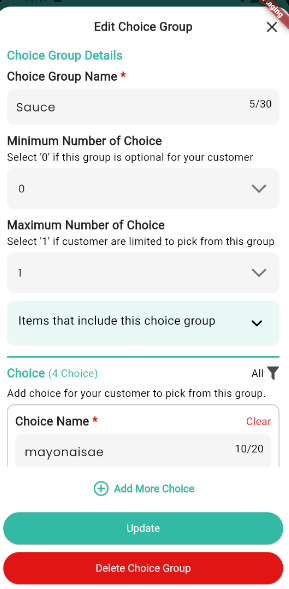 Edit Choice Group
Choice Group Details
Choice Group Name *
Sauce 5/30
Minimum Number of Choice
Select '0' if this group is optional for your customer
0
Maximum Number of Choice
Select '1' if customer are limited to pick from this group
1
Items that include this choice group
Choice (4 Choice) All
Add choice for your customer to pick from this group.
Choice Name * Clear
mayonaisae 10/20
Add More Choice
Update
Delete Choice Group